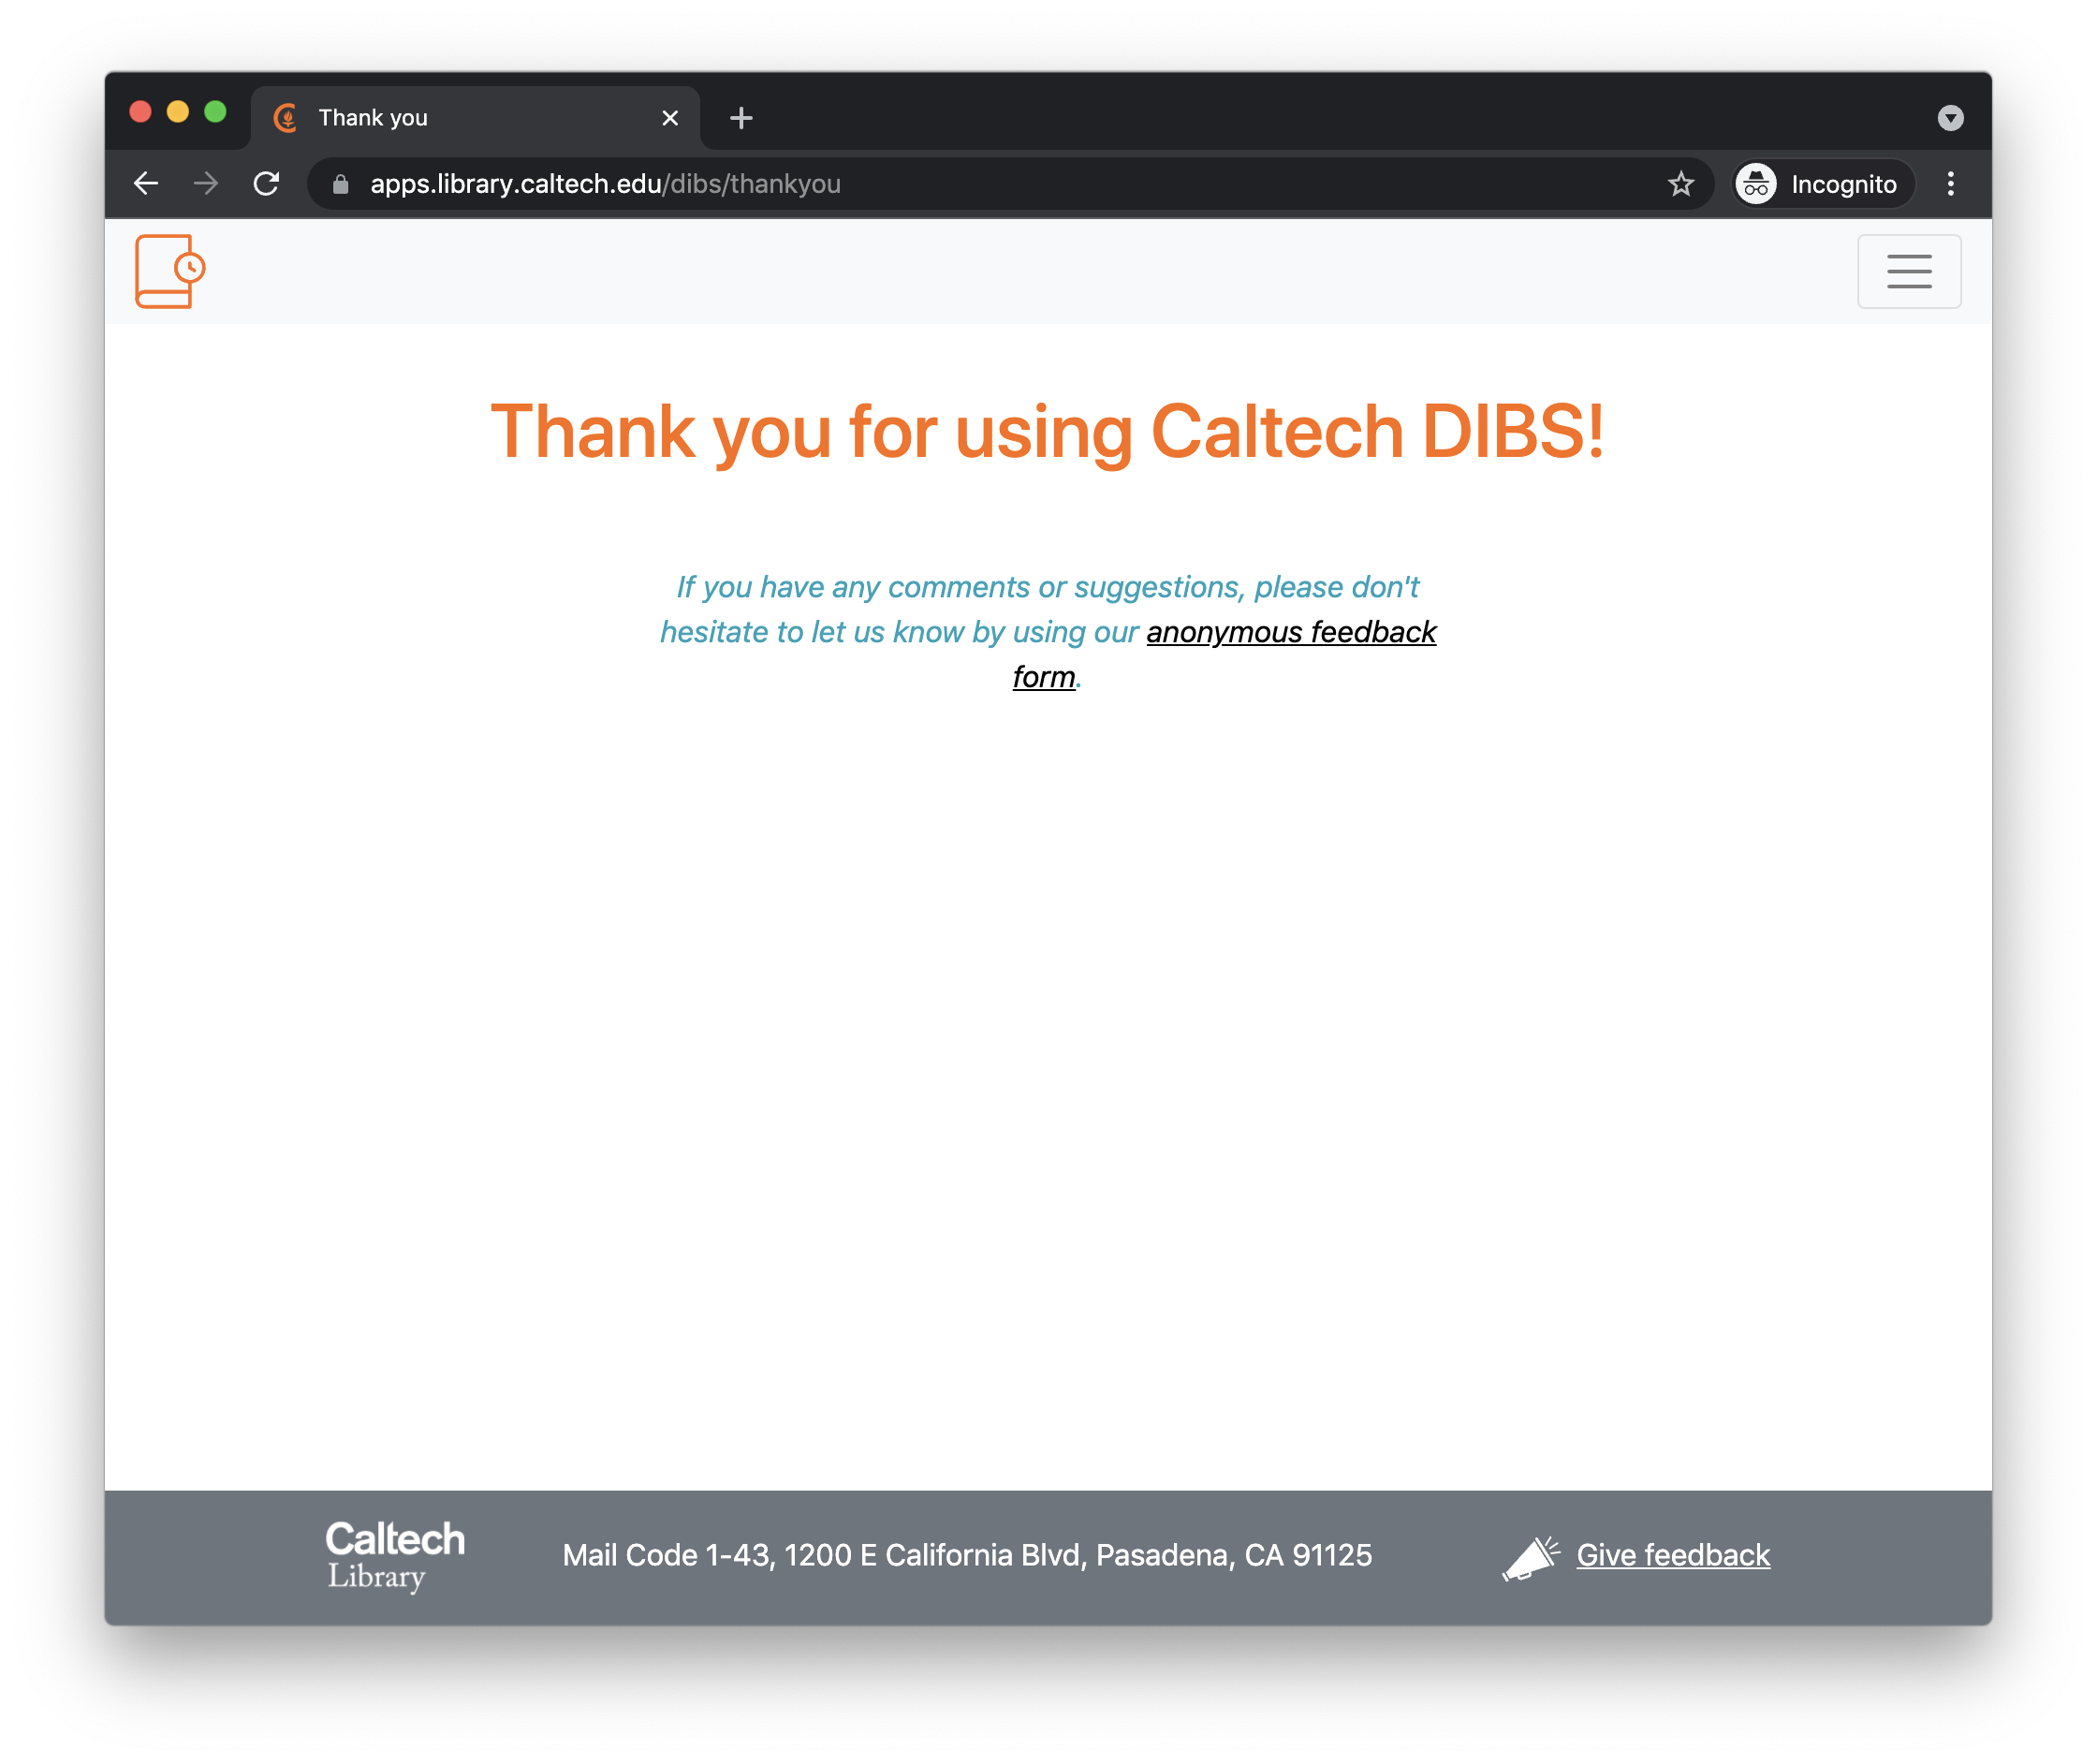 Thank you
apps.library.caltech.edu/dibs/thankyou
Incognito
Thank you for using Caltech DIBS!
If you have any comments or suggestions, please don't
hesitate to let us know by using our anonymous feedback
form.
Caltech
Library
Mail Code 1-43, 1200 E California Blvd, Pasadena, CA 91125
Give feedback